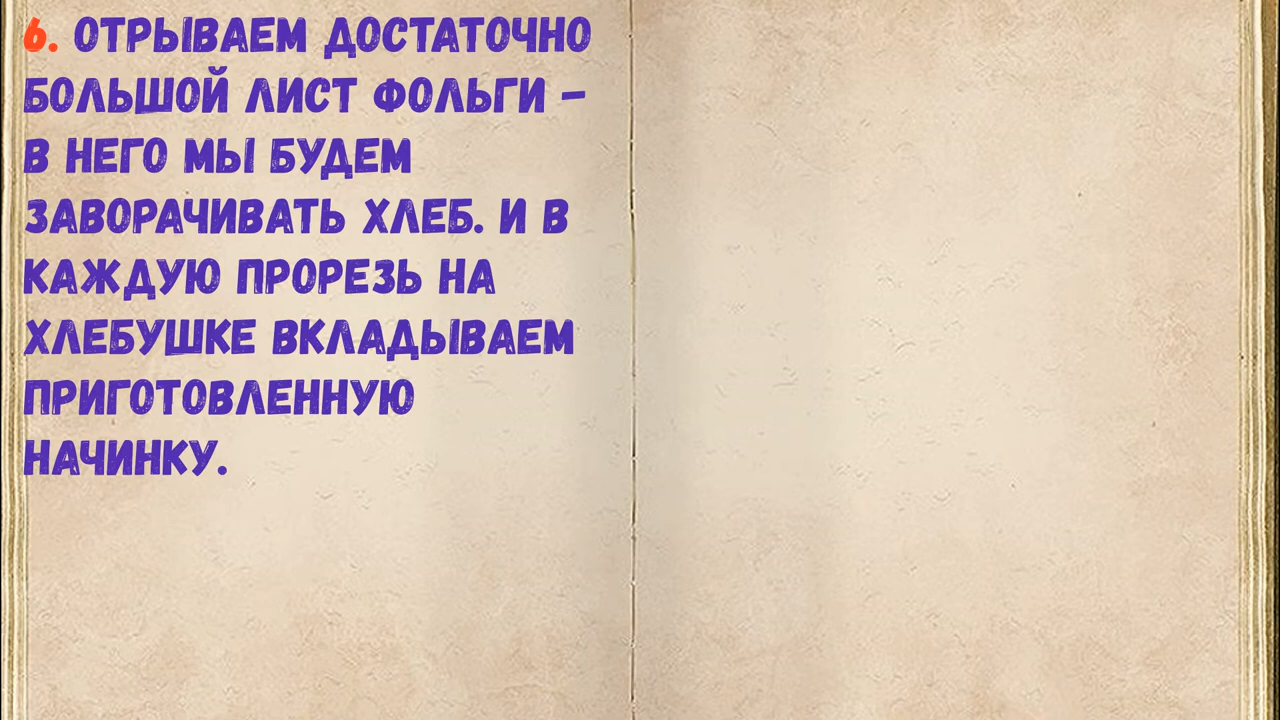 6. ОТРЫВАЕМ ДОСТАТОЧНО
БОЛЬШОЙ ЛИСТ ФОЛЬГИ –
В НЕГО МЫ БУДЕМ
ЗАВОРАЧИВАТЬ ХЛЕБ. И В
КАЖДУЮ ПРОРЕЗЬ НА
ХЛЕБУШКЕ ВКЛАДЫВАЕМ
ПРИГОТОВЛЕННУЮ
НАЧИНКУ.